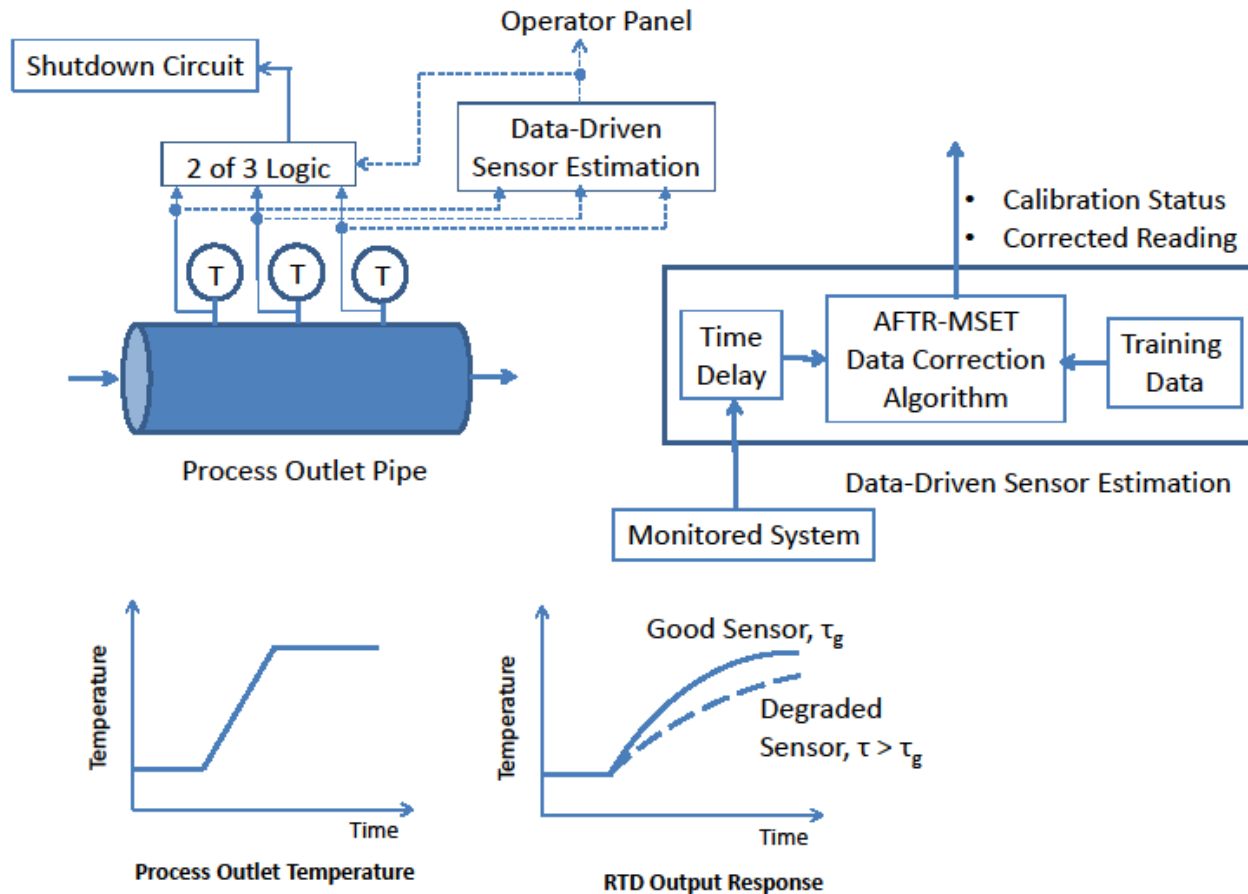 Operator Panel
Shutdown Circuit
Data-Driven
Sensor Estimation
2 of 3 Logic
T
T
T
Process Outlet Pipe
• Calibration Status
• Corrected Reading
Time
Delay
AFTR-MSET
Data Correction
Algorithm
Training
Data
Data-Driven Sensor Estimation
Monitored System
Temperature
Time
Process Outlet Temperature
Temperature
Good Sensor, τg
Degraded
Sensor, τ > τg
Time
RTD Output Response